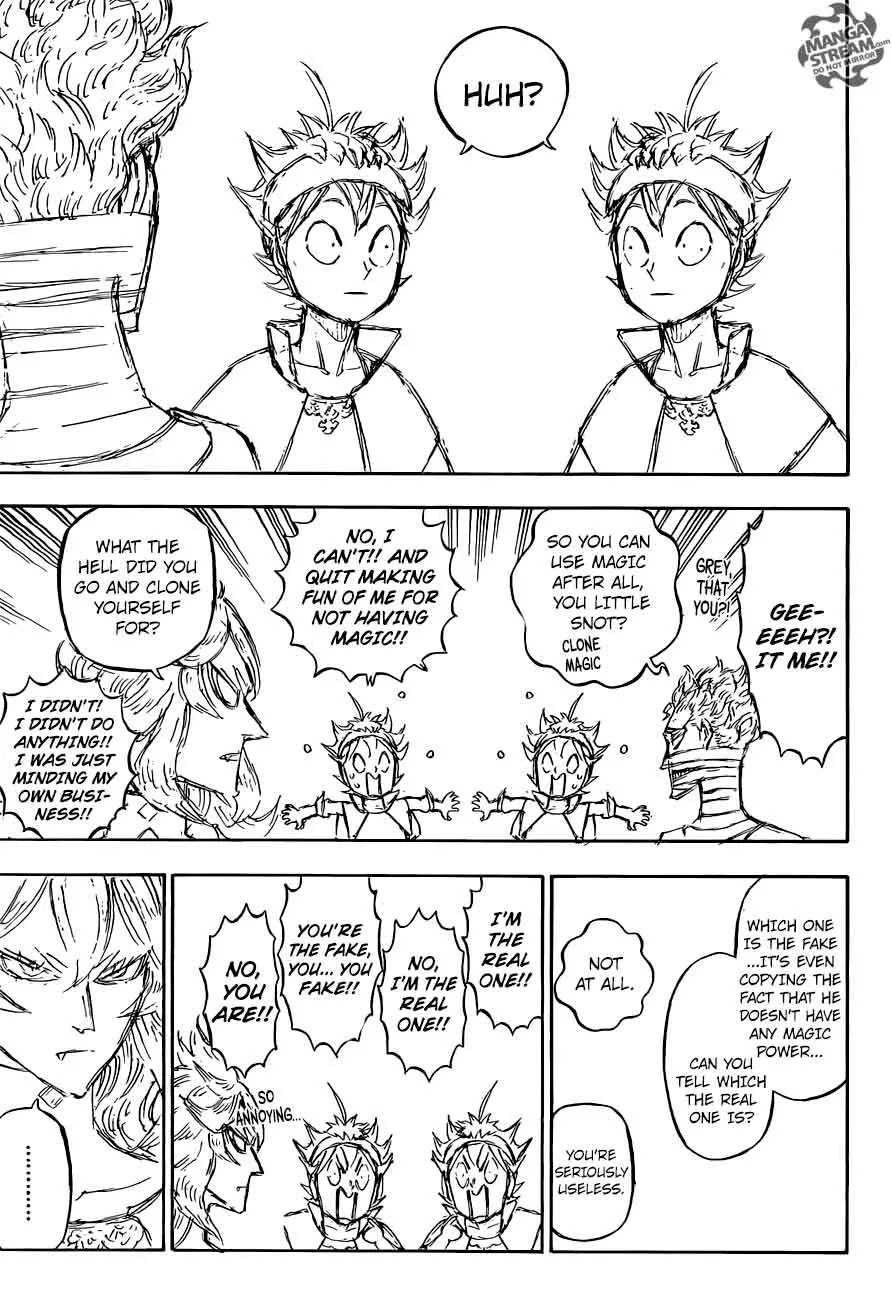 MANGA
STREAM.com
DO NOT MIRROR
HUH?
GEE-
EEEEH?!
IT ME!!
GREY,
THAT
YOU?!
SO YOU CAN
USE MAGIC
AFTER ALL,
YOU LITTLE
SNOT?
CLONE
MAGIC
NO, I
CAN'T!! AND
QUIT MAKING
FUN OF ME FOR
NOT HAVING
MAGIC!!
WHAT THE
HELL DID YOU
GO AND CLONE
YOURSELF
FOR?
I DIDN'T!
I DIDN'T DO
ANYTHING!!
I WAS JUST
MINDING MY
OWN BUSI-
NESS!!
WHICH ONE
IS THE FAKE
...IT'S EVEN
COPYING THE
FACT THAT HE
DOESN'T HAVE
ANY MAGIC
POWER...
CAN YOU
TELL WHICH
THE REAL
ONE IS?
NOT
AT ALL.
YOU'RE
SERIOUSLY
USELESS.
I'M
THE
REAL
ONE!!
NO,
I'M THE
REAL
ONE!!
YOU'RE
THE FAKE,
YOU... YOU
FAKE!!
NO,
YOU
ARE!!
SO
ANNOYING...
.........